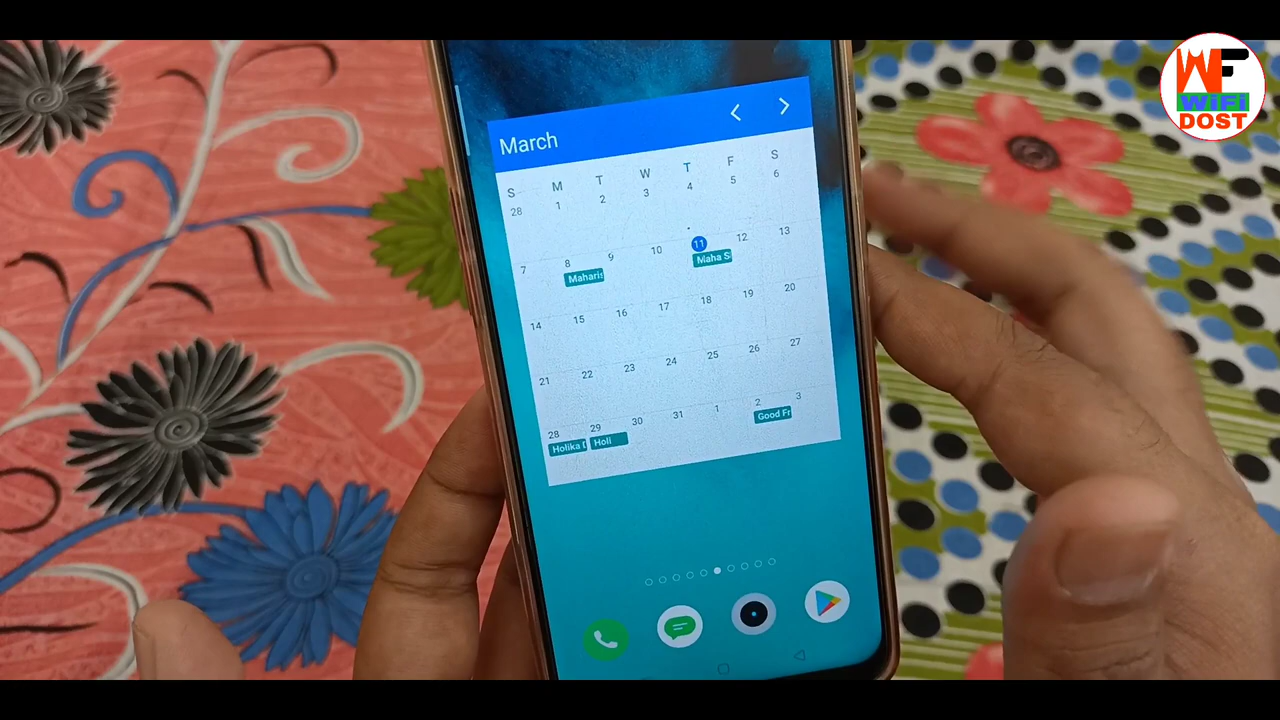 WF
WiFi
DOST
March
S M T W T F S
28 1 2 3 4 5 6
7 8 9 10 11 12 13
Maharis Maha S
14 15 16 17 18 19 20
21 22 23 24 25 26 27
28 29 30 31 1 2 3
Holika Holi Good Fr